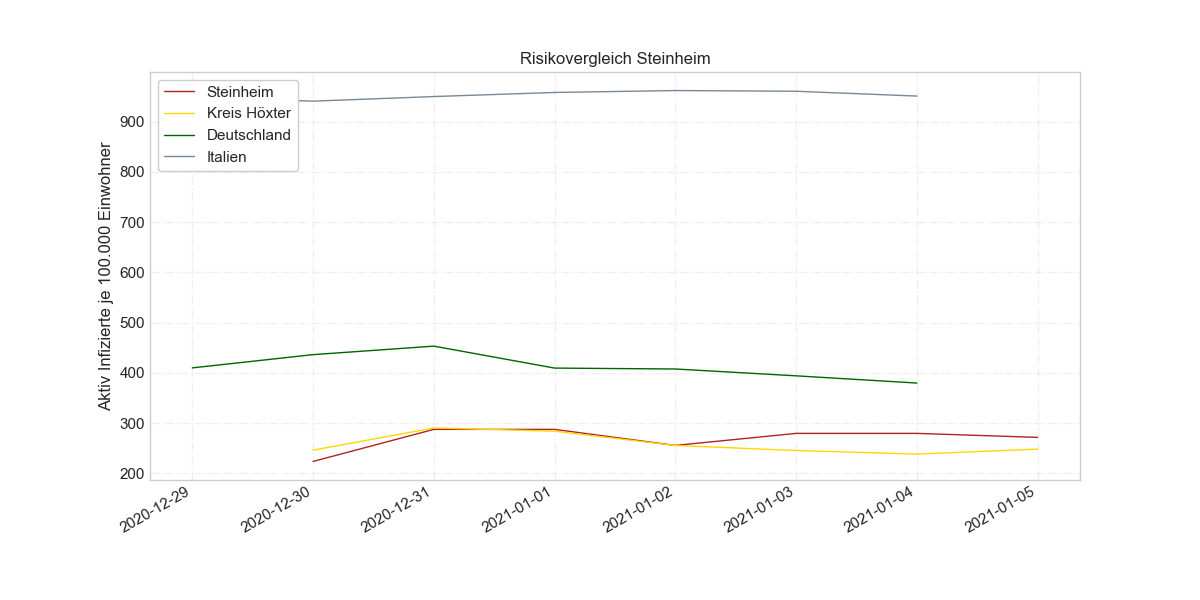 Risikovergleich Steinheim
Steinheim
Kreis Höxter
Deutschland
Italien
Aktiv Infizierte je 100.000 Einwohner
900
800
700
600
500
400
300
200
2020-12-29
2020-12-30
2020-12-31
2021-01-01
2021-01-02
2021-01-03
2021-01-04
2021-01-05